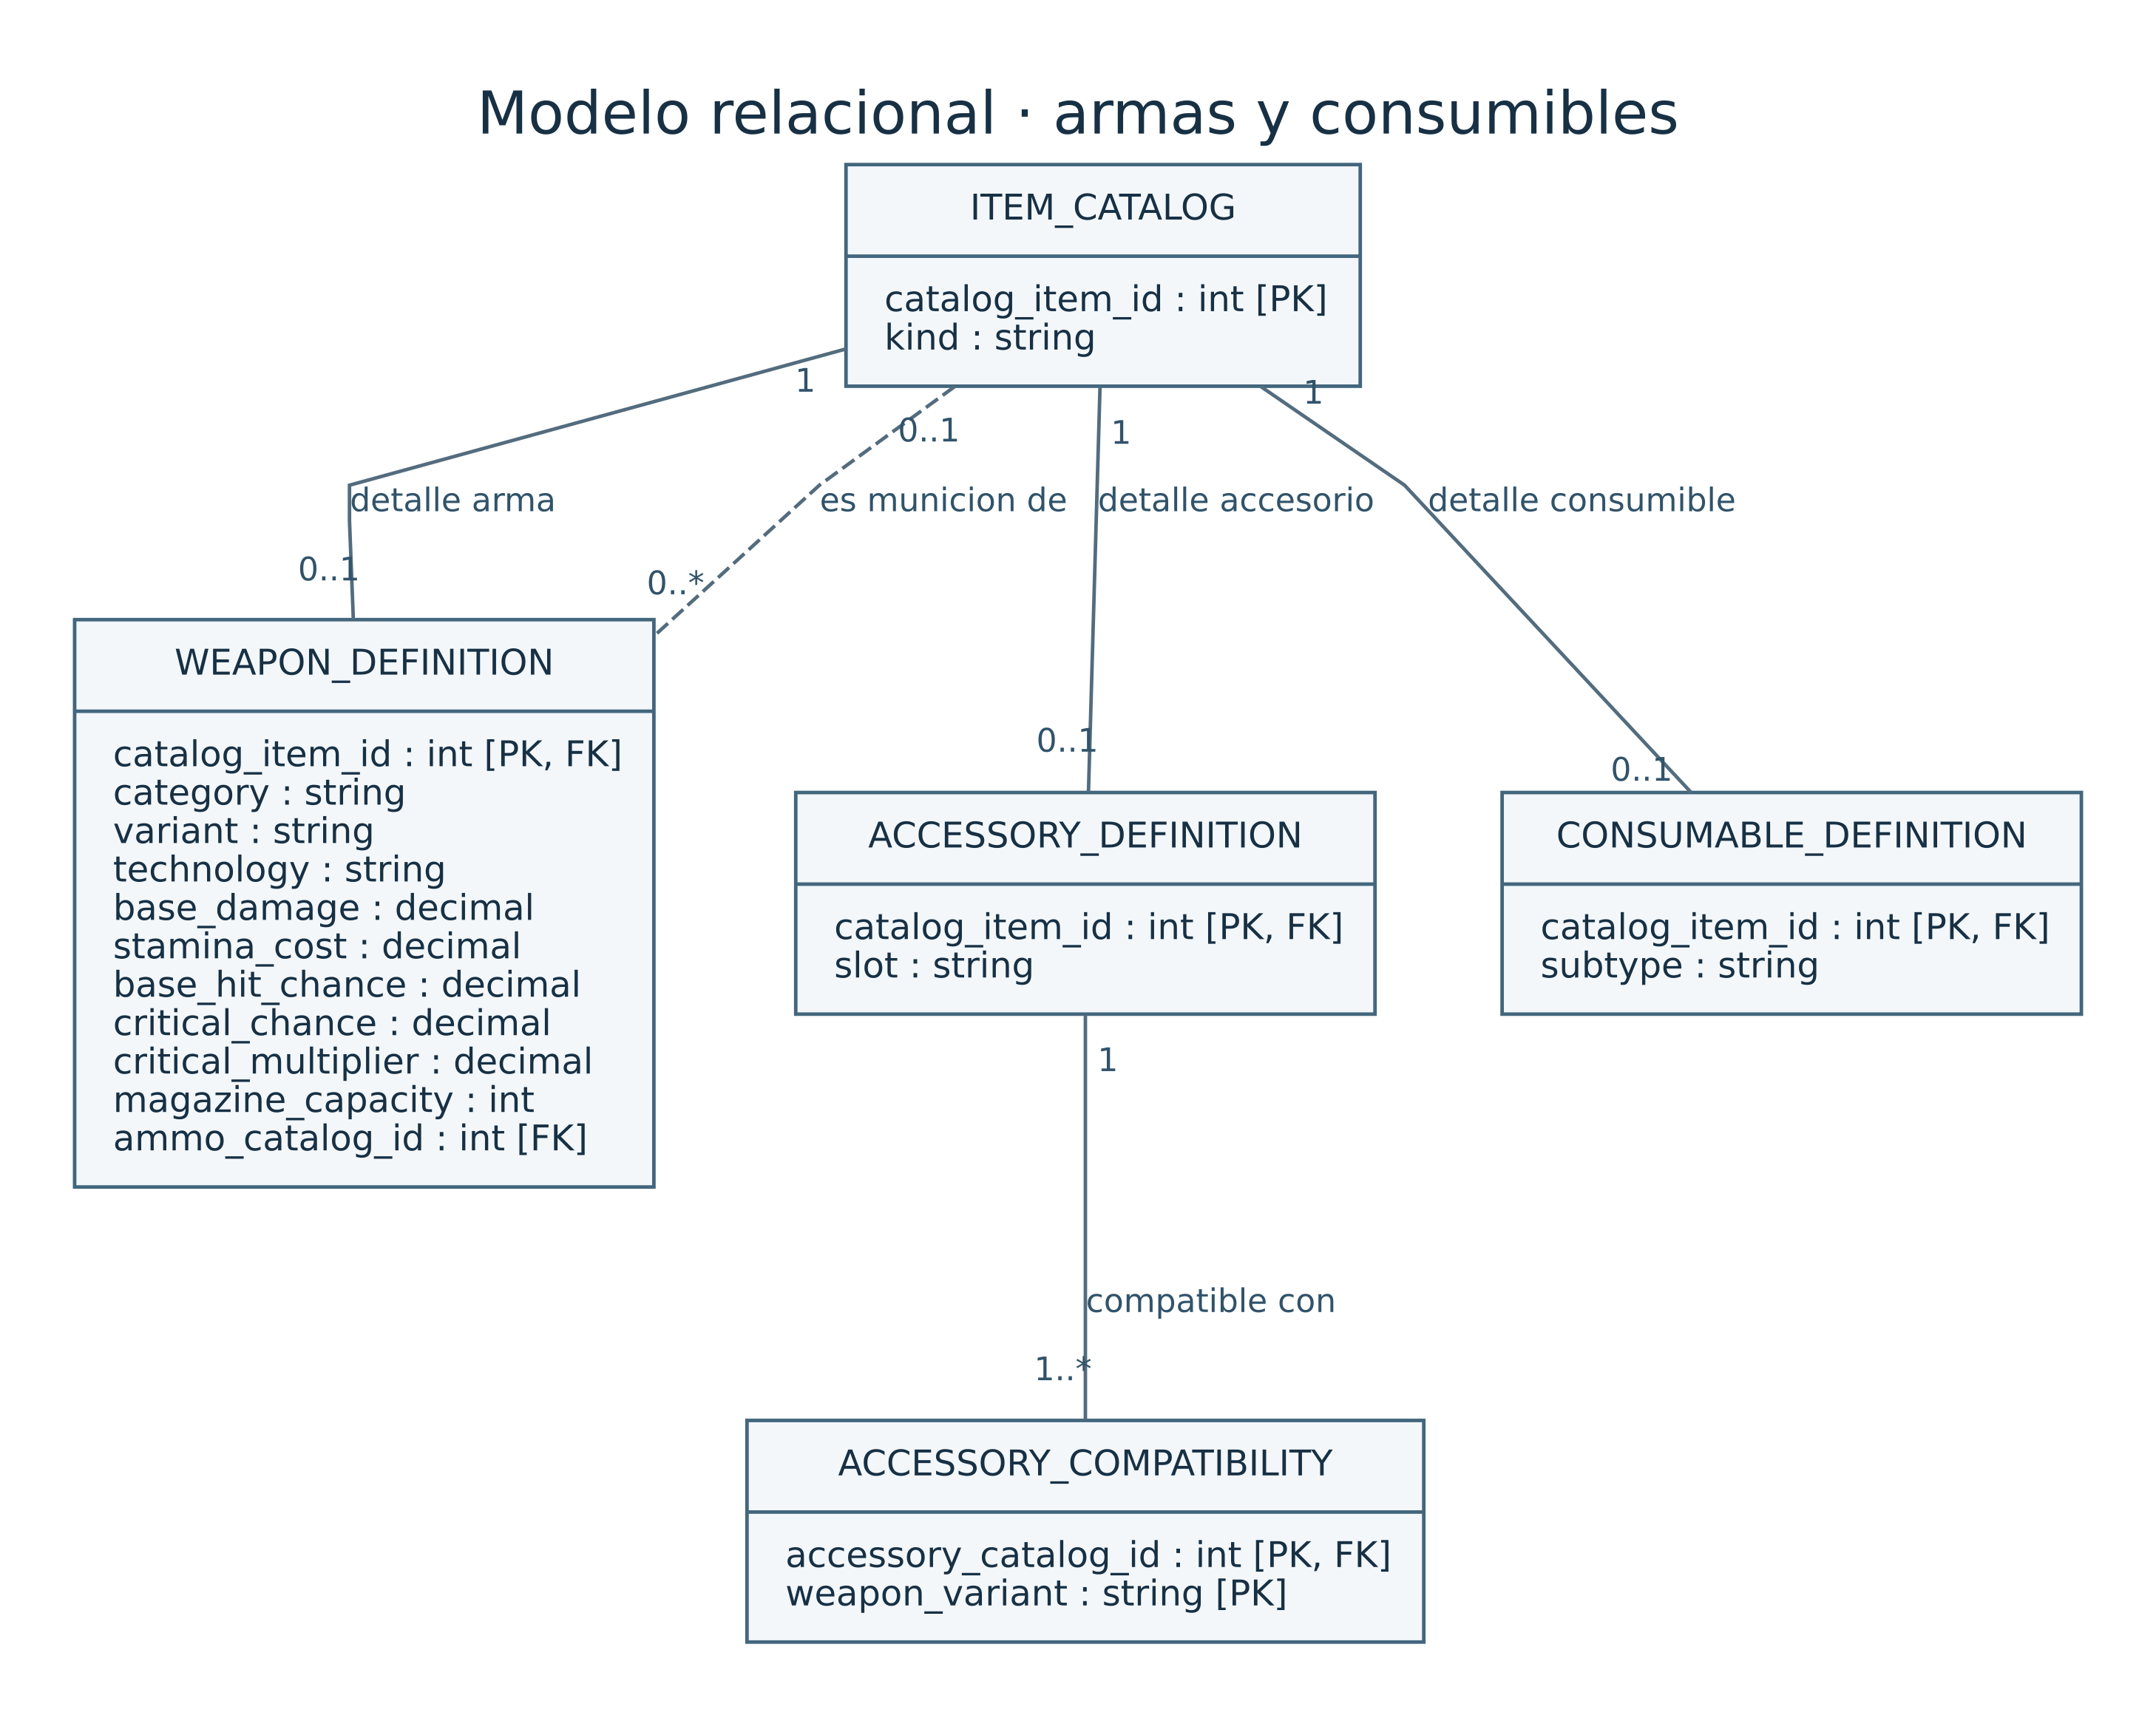 Modelo relacional · armas y consumibles
ITEM_CATALOG
catalog_item_id : int [PK]
kind : string
1
0..1
1
1
detalle arma
es municion de
detalle accesorio
detalle consumible
0..1
0..*
0..1
0..1
WEAPON_DEFINITION
catalog_item_id : int [PK, FK]
category : string
variant : string
technology : string
base_damage : decimal
stamina_cost : decimal
base_hit_chance : decimal
critical_chance : decimal
critical_multiplier : decimal
magazine_capacity : int
ammo_catalog_id : int [FK]
ACCESSORY_DEFINITION
catalog_item_id : int [PK, FK]
slot : string
CONSUMABLE_DEFINITION
catalog_item_id : int [PK, FK]
subtype : string
1
compatible con
1..*
ACCESSORY_COMPATIBILITY
accessory_catalog_id : int [PK, FK]
weapon_variant : string [PK]